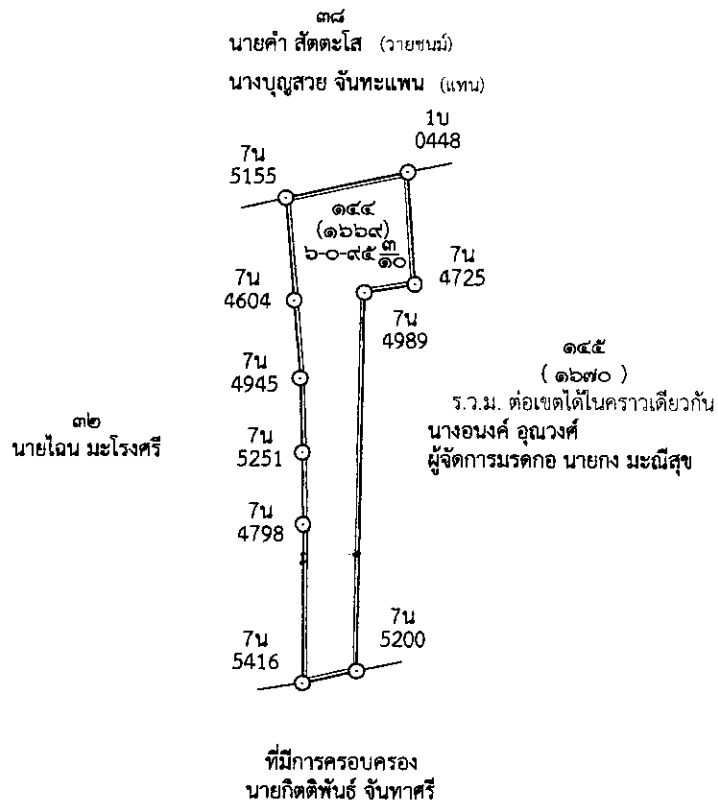 ๓๘
นายคำ สัตตะโส (วายชนม์)
นางบุญสวย จันทะแพน (แทน)
1บ
0448
7น
5155
๑๔๔
(๑๖๖๙)
๖-๐-๙๕ ๓/๑๐
7น
4725
7น
4604
7น
4989
๑๔๕
( ๑๖๗๐ )
ร.ว.ม. ต่อเขตได้ในคราวเดียวกัน
นางอนงค์ อุณวงศ์
ผู้จัดการมรดกอ นายกง มะณีสุข
7น
4945
๓๒
นายไฉน มะโรงศรี
7น
5251
7น
4798
7น
5200
7น
5416
ที่มีการครอบครอง
นายกิตติพันธ์ จันทาศรี